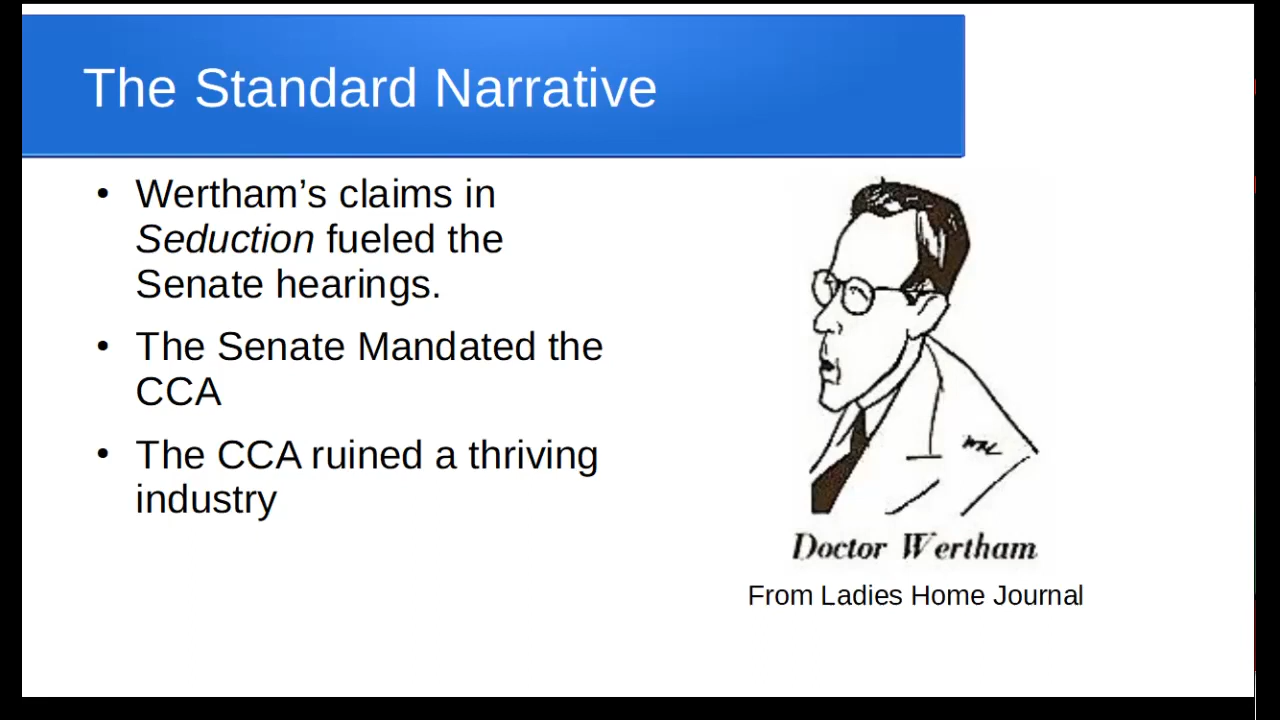 The Standard Narrative
• Wertham’s claims in
Seduction fueled the
Senate hearings.
• The Senate Mandated the
CCA
• The CCA ruined a thriving
industry
Doctor Wertham
From Ladies Home Journal